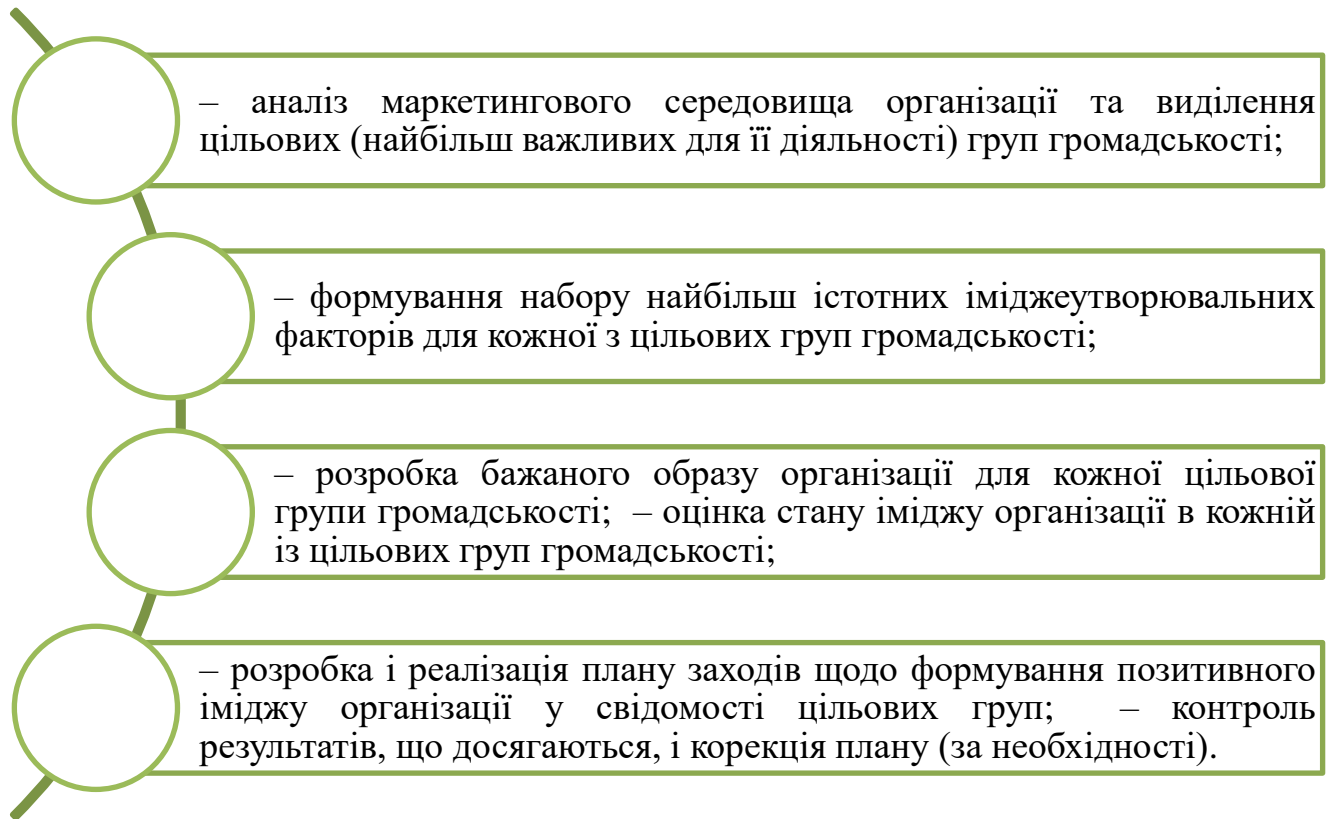 – аналіз маркетингового середовища організації та виділення
цільових (найбільш важливих для її діяльності) груп громадськості;
– формування набору найбільш істотних іміджеутворювальних
факторів для кожної з цільових груп громадськості;
– розробка бажаного образу організації для кожної цільової
групи громадськості; – оцінка стану іміджу організації в кожній
із цільових груп громадськості;
– розробка і реалізація плану заходів щодо формування позитивного
іміджу організації у свідомості цільових груп; – контроль
результатів, що досягаються, і корекція плану (за необхідності).